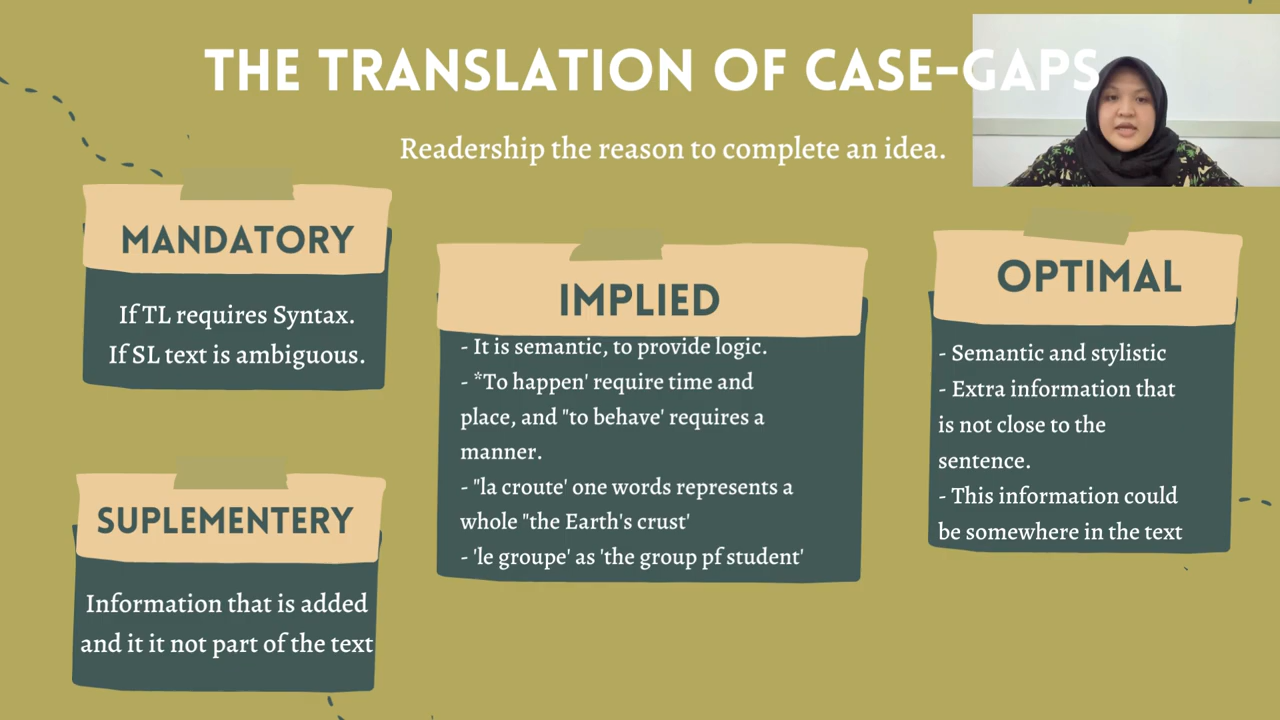 THE TRANSLATION OF CASE-GAPS
Readership the reason to complete an idea.
MANDATORY
If TL requires Syntax.
If SL text is ambiguous.
SUPLEMENTERY
Information that is added
and it it not part of the text
IMPLIED
- It is semantic, to provide logic.
- *To happen' require time and
place, and "to behave' requires a
manner.
- "la croute' one words represents a
whole "the Earth's crust'
- 'le groupe' as 'the group pf student'
OPTIMAL
- Semantic and stylistic
- Extra information that
is not close to the
sentence.
- This information could
be somewhere in the text